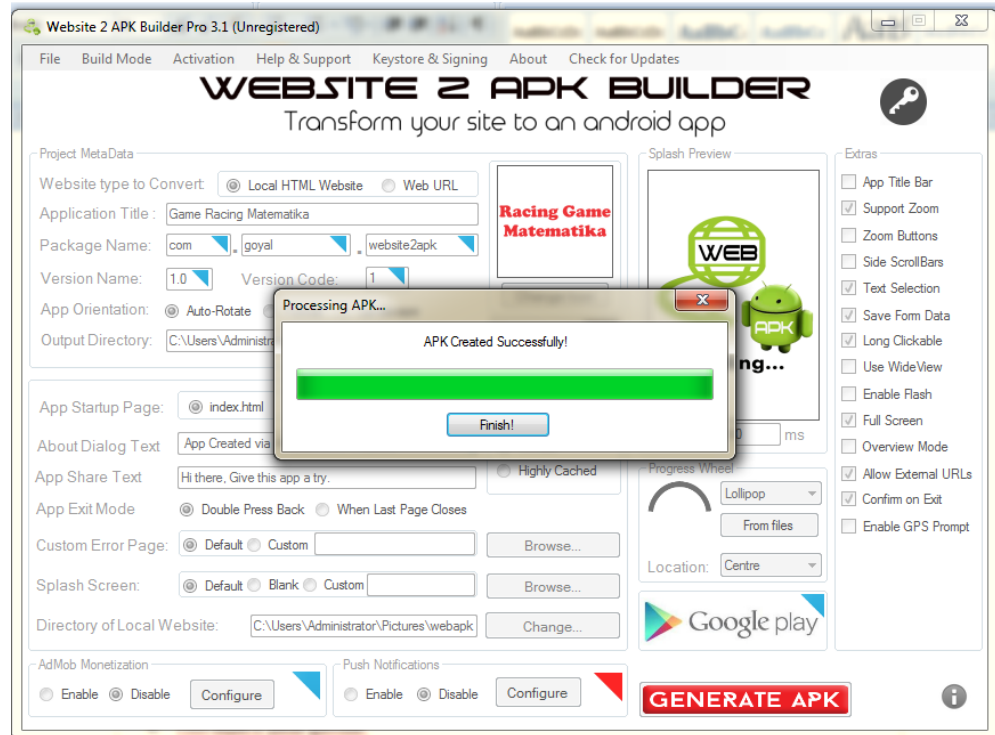 Website 2 APK Builder Pro 3.1 (Unregistered)
File Build Mode Activation Help & Support Keystore & Signing About Check for Updates
WEBSITE 2 APK BUILDER
Transform your site to an android app
Project MetaData
Website type to Convert: Local HTML Website Web URL
Application Title : Game Racing Matematika
Package Name: com . goyal . website2apk
Version Name: 1.0 Version Code: 1
App Orientation: Auto-Rotate
Output Directory: C:\Users\Administra
Racing Game
Matematika
Splash Preview
WEB
APK
ng...
ms
Extras
App Title Bar
Support Zoom
Zoom Buttons
Side ScrollBars
Text Selection
Save Form Data
Long Clickable
Use WideView
Enable Flash
Full Screen
Overview Mode
Allow External URLs
Confirm on Exit
Enable GPS Prompt
Processing APK...
APK Created Successfully!
Finish!
App Startup Page: index.html
About Dialog Text App Created via
App Share Text Hi there, Give this app a try.
Highly Cached
App Exit Mode Double Press Back When Last Page Closes
Custom Error Page: Default Custom Browse...
Splash Screen: Default Blank Custom Browse...
Directory of Local Website: C:\Users\Administrator\Pictures\webapk Change...
Progress Wheel
Lollipop
From files
Location: Centre
Google play
AdMob Monetization
Enable Disable Configure
Push Notifications
Enable Disable Configure
GENERATE APK